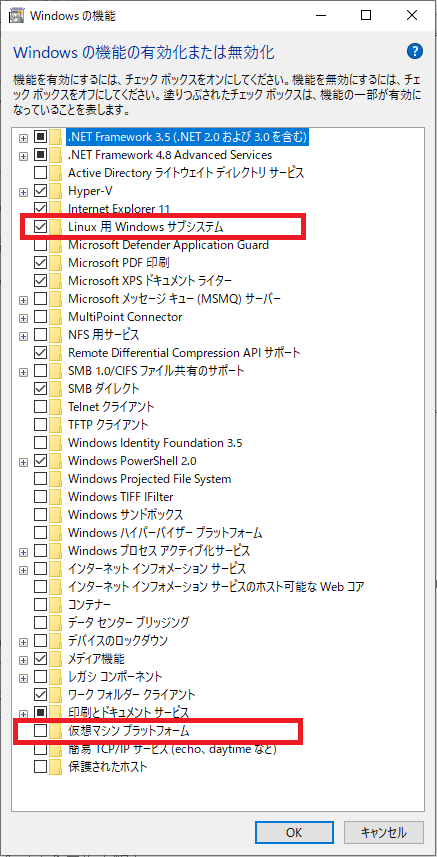 Windows の機能
Windows の機能の有効化または無効化
機能を有効にするには、チェック ボックスをオンにしてください。機能を無効にするには、チェッ
ク ボックスをオフにしてください。塗りつぶされたチェック ボックスは、機能の一部が有効に
なっていることを表します。
.NET Framework 3.5 (.NET 2.0 および 3.0 を含む)
.NET Framework 4.8 Advanced Services
Active Directory ライトウェイト ディレクトリ サービス
Hyper-V
Internet Explorer 11
Linux 用 Windows サブシステム
Microsoft Defender Application Guard
Microsoft PDF 印刷
Microsoft XPS ドキュメント ライター
Microsoft メッセージ キュー (MSMQ) サーバー
MultiPoint Connector
NFS 用サービス
Remote Differential Compression API サポート
SMB 1.0/CIFS ファイル共有のサポート
SMB ダイレクト
Telnet クライアント
TFTP クライアント
Windows Identity Foundation 3.5
Windows PowerShell 2.0
Windows Projected File System
Windows TIFF IFilter
Windows サンドボックス
Windows ハイパーバイザー プラットフォーム
Windows プロセス アクティブ化サービス
インターネット インフォメーション サービス
インターネット インフォメーション サービスのホスト可能な Web コア
コンテナー
データ センター ブリッジング
デバイスのロックダウン
メディア機能
レガシ コンポーネント
ワーク フォルダー クライアント
印刷とドキュメント サービス
仮想マシン プラットフォーム
簡易 TCP/IP サービス (echo、daytime など)
保護されたホスト
OK
キャンセル